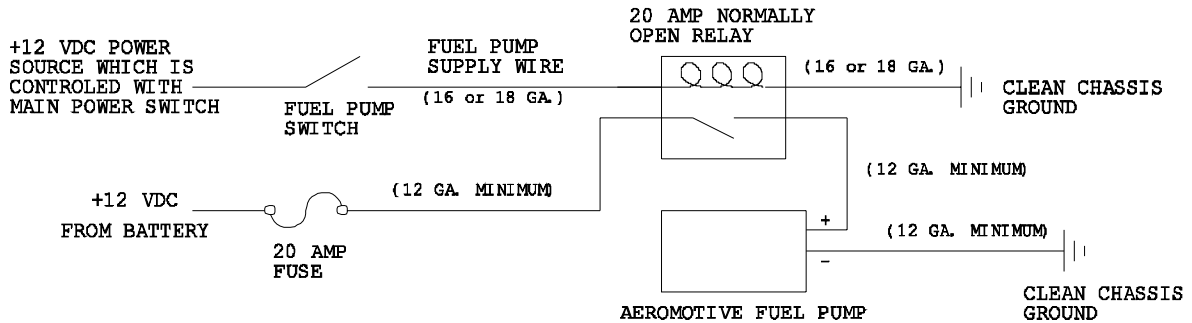 +12 VDC POWER
SOURCE WHICH IS
CONTROLED WITH
MAIN POWER SWITCH
FUEL PUMP
SWITCH
FUEL PUMP
SUPPLY WIRE
(16 or 18 GA.)
20 AMP NORMALLY
OPEN RELAY
(16 or 18 GA.)
CLEAN CHASSIS
GROUND
+12 VDC
FROM BATTERY
20 AMP
FUSE
(12 GA. MINIMUM)
(12 GA. MINIMUM)
+
(12 GA. MINIMUM)
-
AEROMOTIVE FUEL PUMP
CLEAN CHASSIS
GROUND